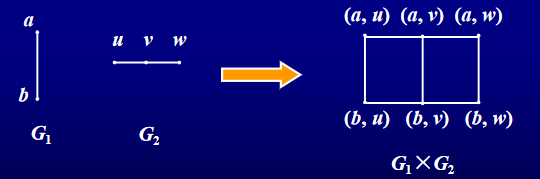 a
b
G₁
u v w
G₂
(a, u) (a, v) (a, w)
(b, u) (b, v) (b, w)
G₁×G₂